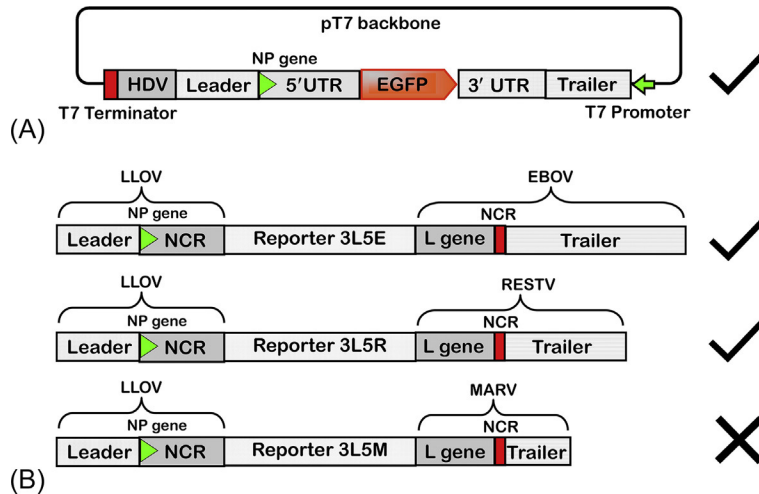 pT7 backbone
NP gene
HDV Leader 5′UTR EGFP 3′ UTR Trailer
T7 Terminator T7 Promoter
(A)
LLOV EBOV
NP gene NCR
Leader NCR Reporter 3L5E L gene Trailer
LLOV RESTV
NP gene NCR
Leader NCR Reporter 3L5R L gene Trailer
LLOV MARV
NP gene NCR
Leader NCR Reporter 3L5M L gene Trailer
(B)